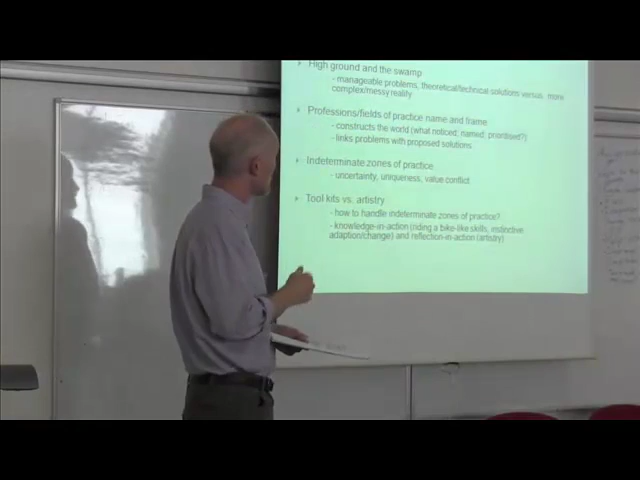 High ground and the swamp
- manageable problems, theoretical/technical solutions versus more
complex/messy reality
Professions/fields of practice name and frame
- constructs the world (what noticed, named, prioritised?)
- links problems with proposed solutions
Indeterminate zones of practice
- uncertainty, uniqueness, value conflict
Tool kits vs. artistry
- how to handle indeterminate zones of practice?
- knowledge-in-action (riding a bike-like skills, instinctive
adaption/change) and reflection-in-action (artistry)